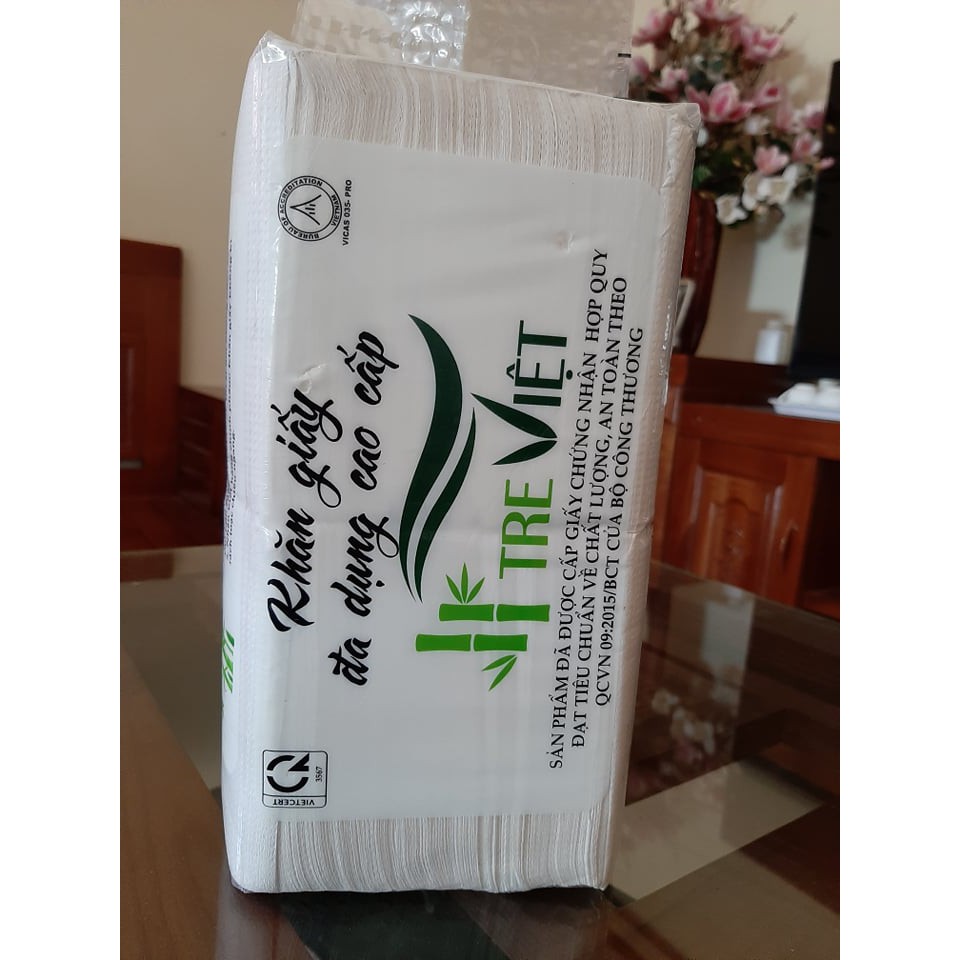 Khăn giấy
đa dụng cao cấp
TRE VIỆT
SẢN PHẨM ĐÃ ĐƯỢC CẤP GIẤY CHỨNG NHẬN HỢP QUY
ĐẠT TIÊU CHUẨN VỀ CHẤT LƯỢNG, AN TOÀN THEO
QCVN 09:2015/BCT CỦA BỘ CÔNG THƯƠNG
BUREAU OF ACCREDITATION
VIETNAM
VICAS 035- PRO
3567
VIETCERT